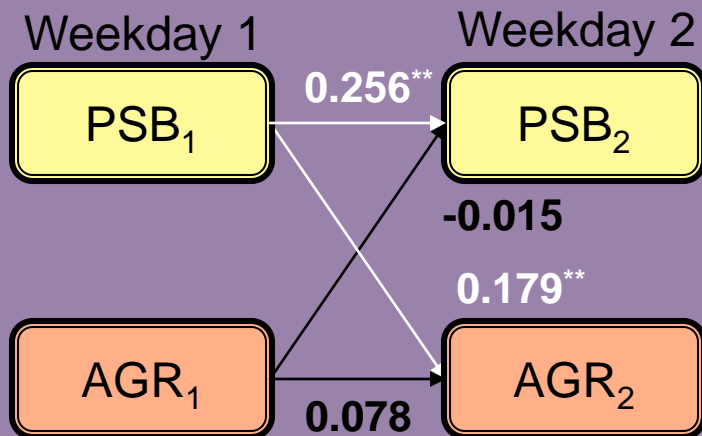 Weekday 1 Weekday 2
0.256**
PSB₁ PSB₂
-0.015
0.179**
AGR₁ AGR₂
0.078